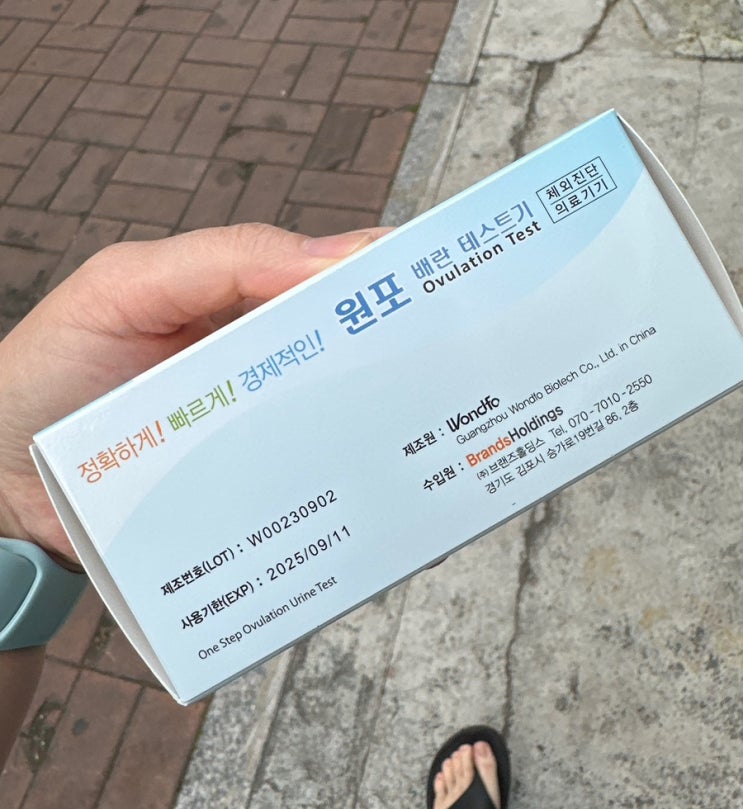 정확하게! 빠르게! 경제적인! 원포 배란 테스트기
Ovulation Test
체외진단
의료기기
제조원 : Wondfo
Guangzhou Wondfo Biotech Co., Ltd. in China
수입원 : BrandsHoldings
(주)브랜즈홀딩스 Tel. 070-7010-2550
경기도 김포시 승가로19번길 86, 2층
제조번호(LOT) : W00230902
사용기한(EXP) : 2025/09/11
One Step Ovulation Urine Test